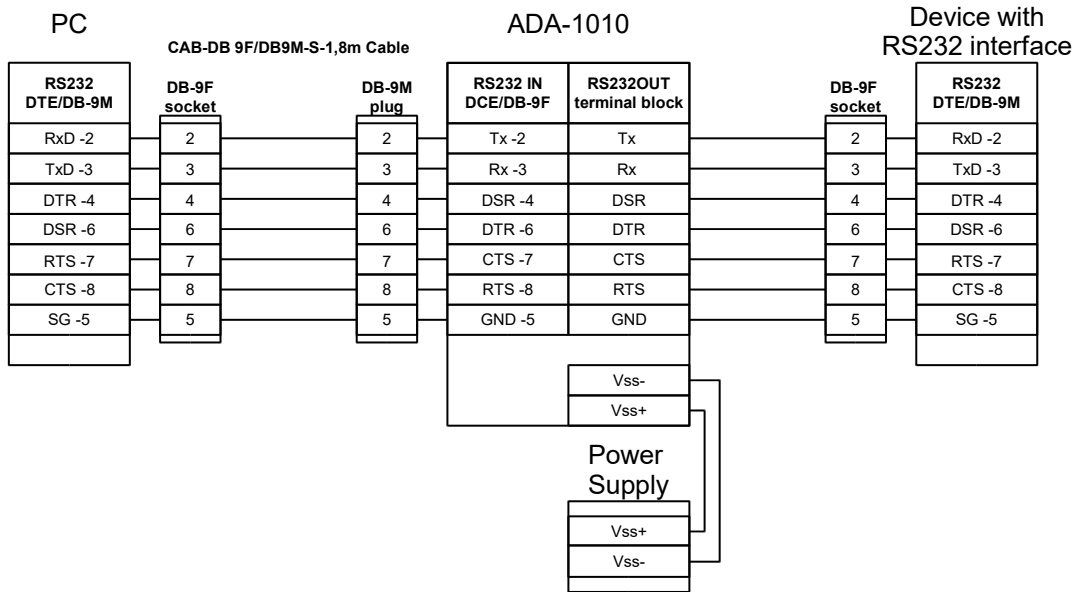 PC
ADA-1010
Device with
RS232 interface
CAB-DB 9F/DB9M-S-1,8m Cable
RS232
DTE/DB-9M
DB-9F
socket
DB-9M
plug
RS232 IN
DCE/DB-9F
RS232OUT
terminal block
DB-9F
socket
RS232
DTE/DB-9M
RxD -2 2 2 Tx -2 Tx 2 RxD -2
TxD -3 3 3 Rx -3 Rx 3 TxD -3
DTR -4 4 4 DSR -4 DSR 4 DTR -4
DSR -6 6 6 DTR -6 DTR 6 DSR -6
RTS -7 7 7 CTS -7 CTS 7 RTS -7
CTS -8 8 8 RTS -8 RTS 8 CTS -8
SG -5 5 5 GND -5 GND 5 SG -5
Vss-
Vss+
Power
Supply
Vss+
Vss-